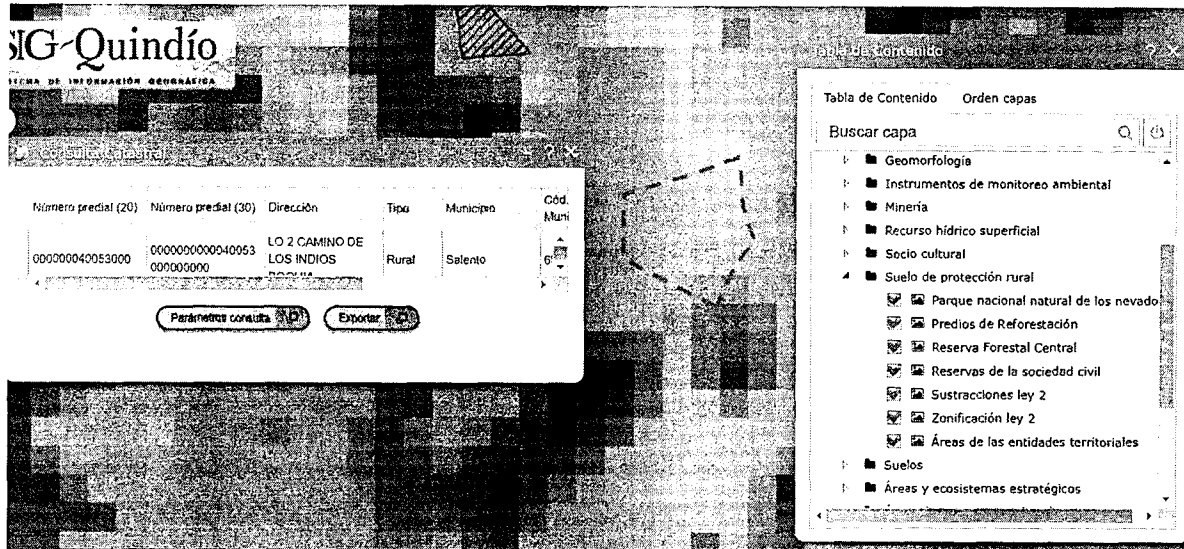 SIG-Quindío
SISTEMA DE INFORMACIÓN GEOGRÁFICA
Consulta Catastral
Número predial (20) Número predial (30) Dirección Tipo Municipio Cód. Muni
000000040053000 0000000000040053 000000000 LO 2 CAMINO DE LOS INDIOS Rural Salento
Parámetros consulta
Exportar
Tabla de Contenido ? ×
Tabla de Contenido Orden capas
Buscar capa
Geomorfología
Instrumentos de monitoreo ambiental
Minería
Recurso hídrico superficial
Socio cultural
Suelo de protección rural
Parque nacional natural de los nevado
Predios de Reforestación
Reserva Forestal Central
Reservas de la sociedad civil
Sustracciones ley 2
Zonificación ley 2
Áreas de las entidades territoriales
Suelos
Áreas y ecosistemas estratégicos